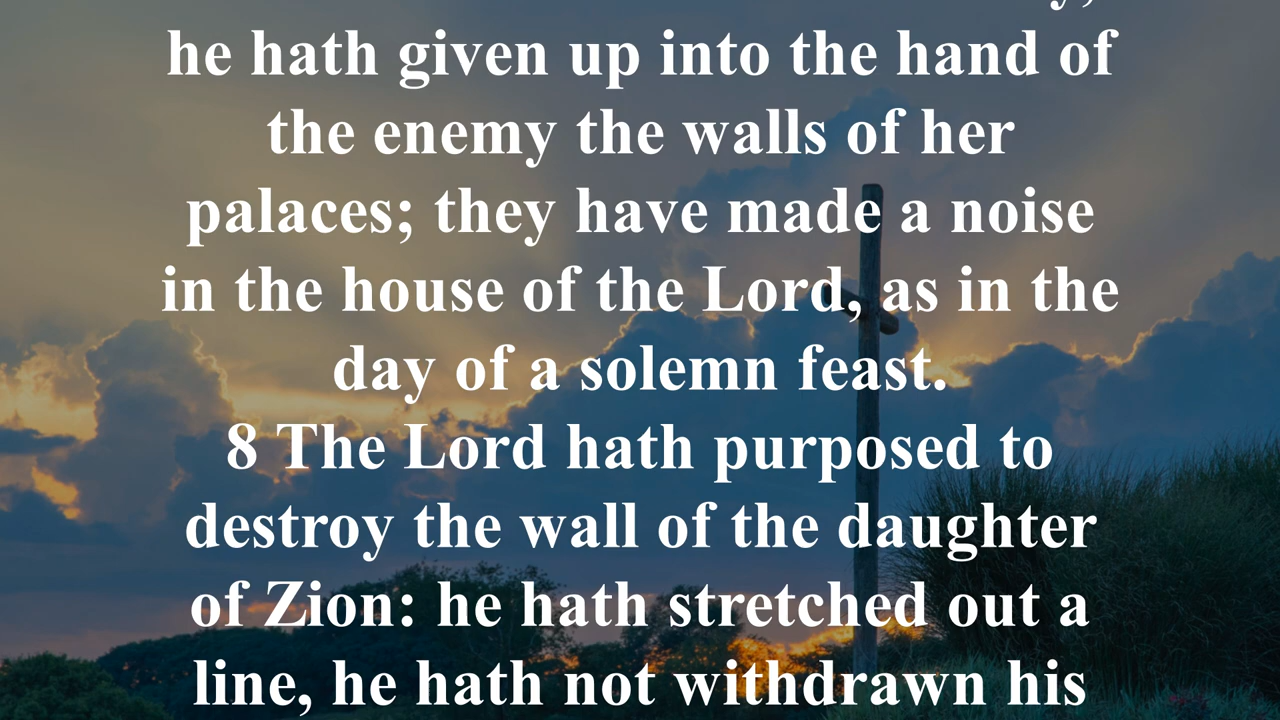 he hath given up into the hand of
the enemy the walls of her
palaces; they have made a noise
in the house of the Lord, as in the
day of a solemn feast.
8 The Lord hath purposed to
destroy the wall of the daughter
of Zion: he hath stretched out a
line, he hath not withdrawn his